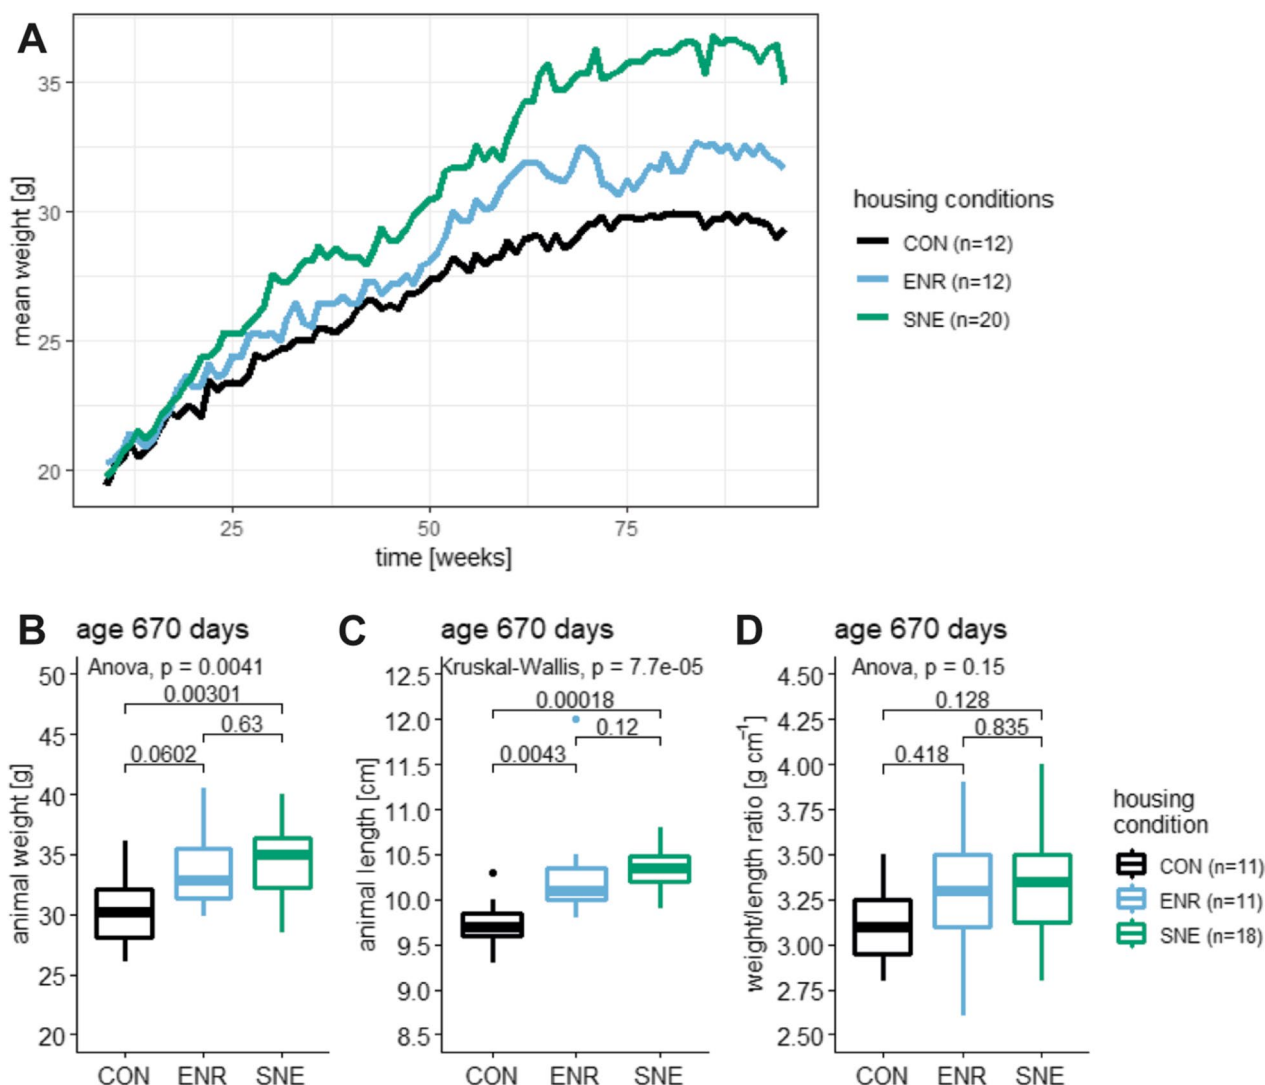 A
35
30
25
20
mean weight [g]
25 50 75
time [weeks]
housing conditions
CON (n=12)
ENR (n=12)
SNE (n=20)
B age 670 days
Anova, p = 0.0041
0.00301
0.63
0.0602
50
45
40
35
30
25
20
animal weight [g]
CON ENR SNE
C age 670 days
Kruskal-Wallis, p = 7.7e-05
0.00018
0.12
0.0043
12.5
12.0
11.5
11.0
10.5
10.0
9.5
9.0
8.5
animal length [cm]
CON ENR SNE
D age 670 days
Anova, p = 0.15
0.128
0.835
0.418
4.50
4.25
4.00
3.75
3.50
3.25
3.00
2.75
2.50
weight/length ratio [g cm⁻¹]
CON ENR SNE
housing
condition
CON (n=11)
ENR (n=11)
SNE (n=18)